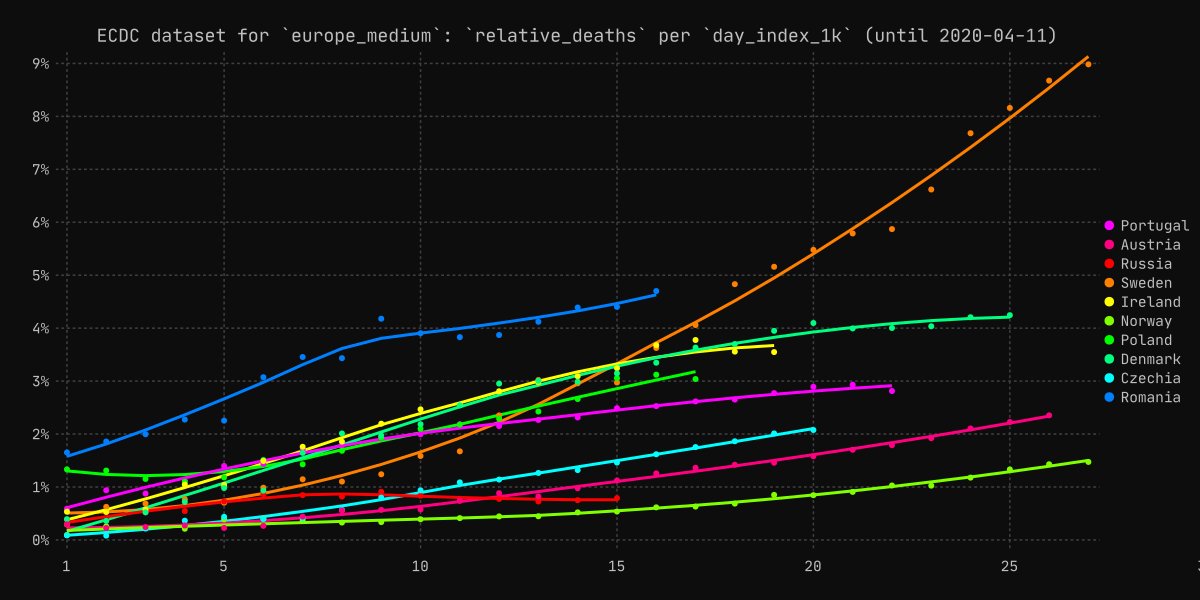 ECDC dataset for `europe_medium`: `relative_deaths` per `day_index_1k` (until 2020-04-11)
9%
8%
7%
6%
5%
4%
3%
2%
1%
0%
1 5 10 15 20 25
Portugal
Austria
Russia
Sweden
Ireland
Norway
Poland
Denmark
Czechia
Romania